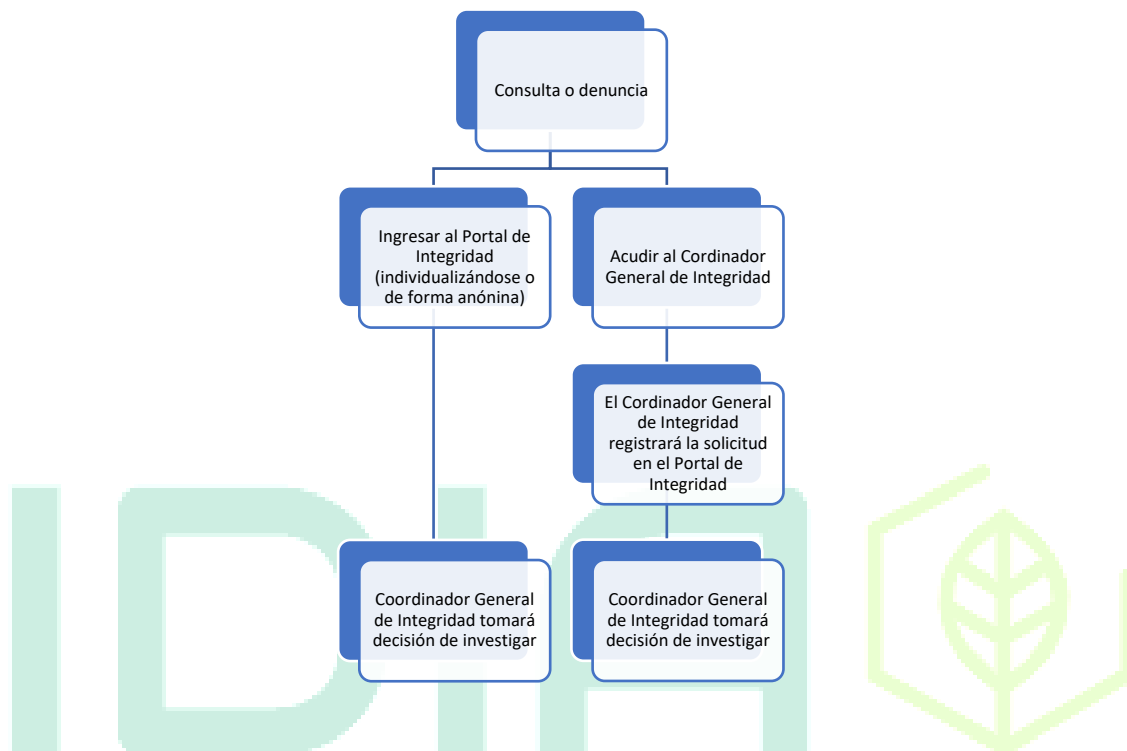 Consulta o denuncia
Ingresar al Portal de
Integridad
(individualizándose o
de forma anónina)
Acudir al Cordinador
General de Integridad
El Cordinador General
de Integridad
registrará la solicitud
en el Portal de
Integridad
Coordinador General
de Integridad tomará
decisión de investigar
Coordinador General
de Integridad tomará
decisión de investigar
IDIA